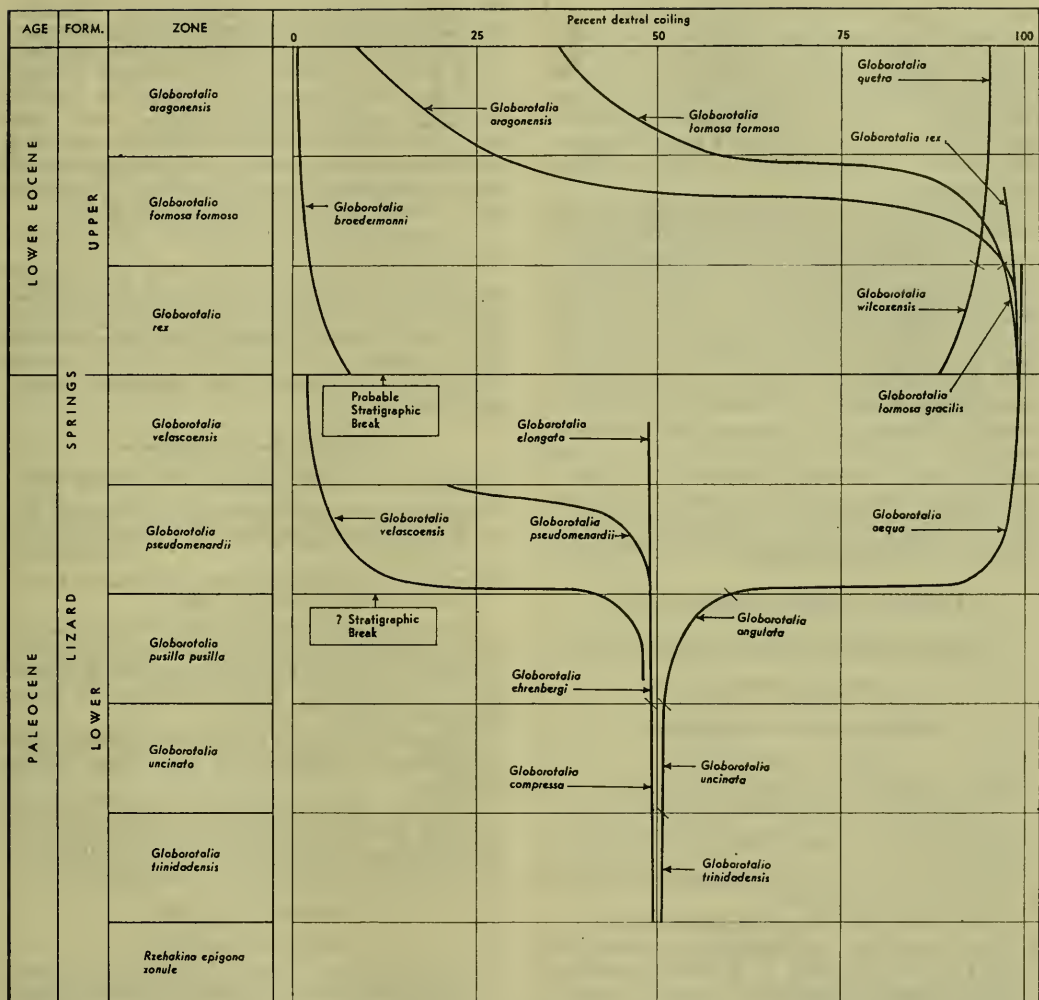 Percent dextral coiling
AGE FORM. ZONE
0 25 50 75 100
LOWER EOCENE
PALEOCENE
UPPER
LIZARD SPRINGS
LOWER
Globorotalia
aragonensis
Globorotalia
formosa formosa
Globorotalia
rex
Globorotalia
velascoensis
Globorotalia
pseudomenardii
Globorotalia
pusilla pusilla
Globorotalia
uncinata
Globorotalia
trinidadensis
Rzehakina epigona
zonule
Globorotalia
quetra
Globorotalia
aragonensis
Globorotalia
formosa formosa
Globorotalia rex
Globorotalia
broedermanni
Globorotalia
wilcoxensis
Globorotalia
formosa gracilis
Probable
Stratigraphic
Break
Globorotalia
elongata
Globorotalia
velascoensis
Globorotalia
pseudomenardii
Globorotalia
aequa
? Stratigraphic
Break
Globorotalia
angulata
Globorotalia
ehrenbergi
Globorotalia
compressa
Globorotalia
uncinata
Globorotalia
trinidadensis